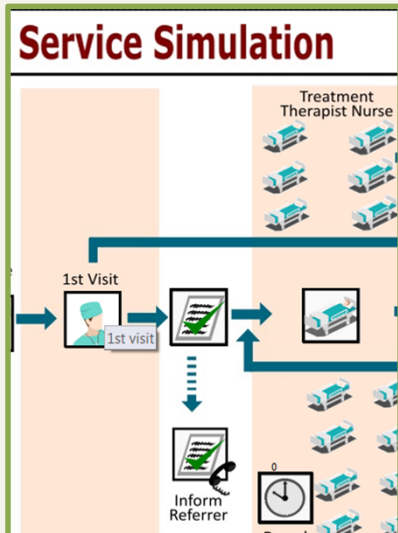 Service Simulation
Treatment
Therapist Nurse
1st Visit
1st visit
Inform
Referrer
0